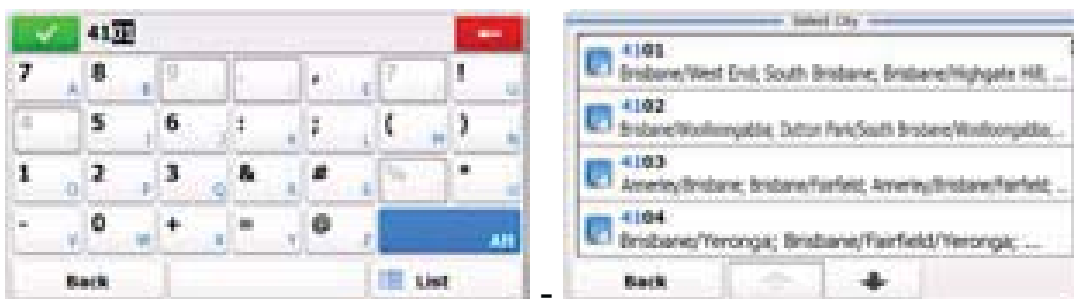 41
7 A 8 B 9 . , E ? ! G
5 I 6 J : K ; L ( M ) N
1 O 2 P 3 Q & R # S % * U
- V 0 W + X = Y @ Z Alt
Back List
-
Select City
4101
Brisbane/West End; South Brisbane; Brisbane/Highgate Hill; ...
4102
Brisbane/Woolloongabba; Dutton Park/South Brisbane/Woolloongabba; ...
4103
Annerley/Brisbane; Brisbane/Fairfield; Annerley/Brisbane/Fairfield; ...
4104
Brisbane/Yeronga; Brisbane/Fairfield/Yeronga; ...
Back